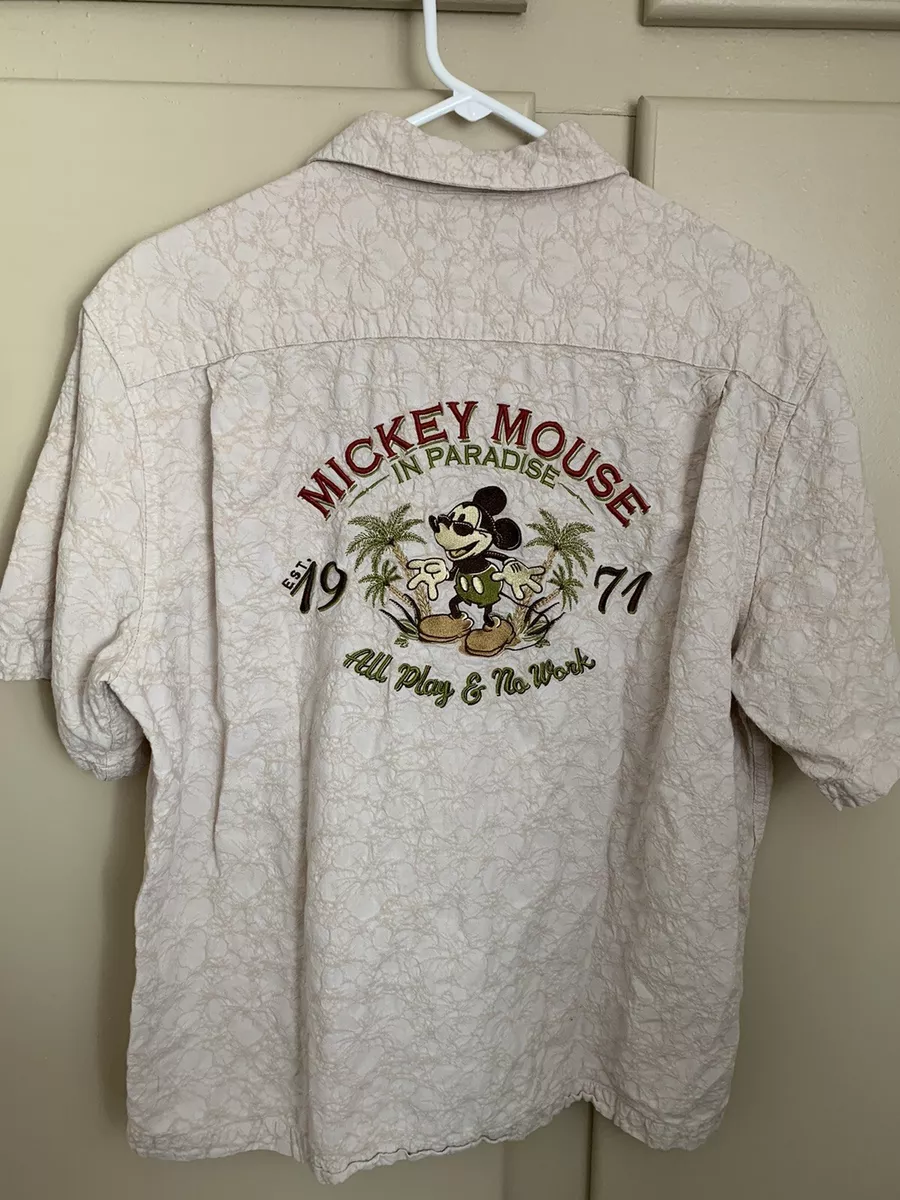 MICKEY MOUSE
IN PARADISE
EST.
19 71
All Play & No Work